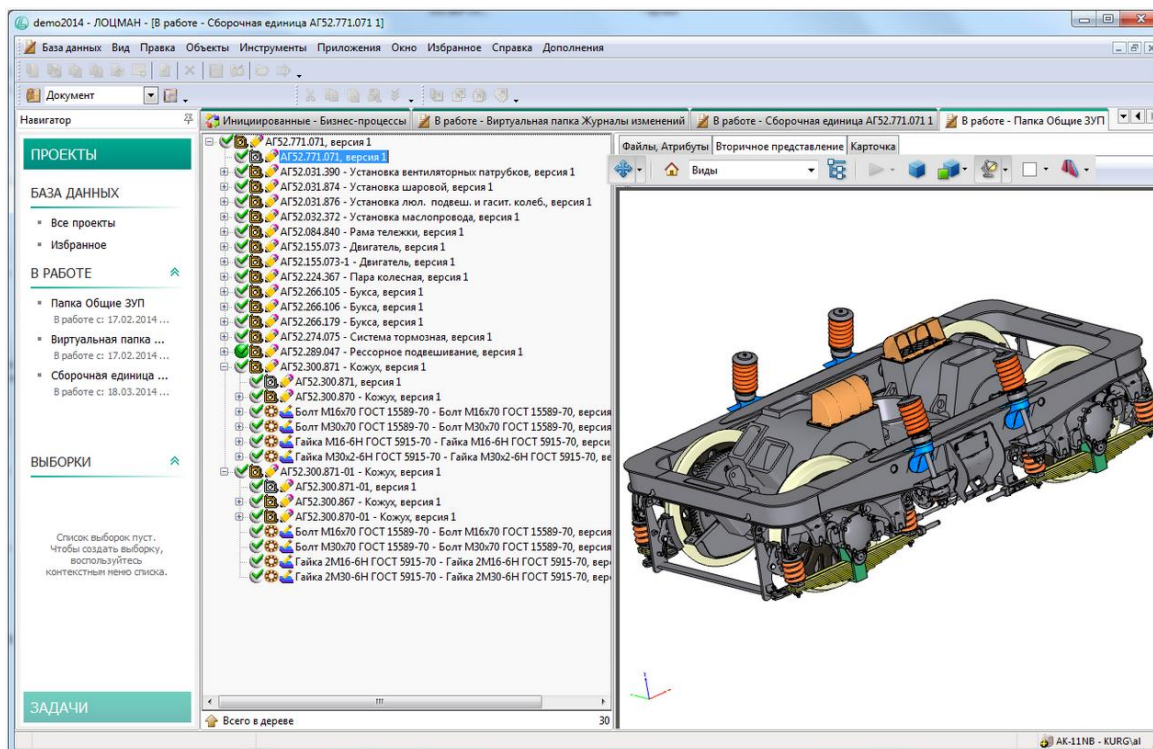 demo2014 - ЛОЦМАН - [В работе - Сборочная единица АГ52.771.071 1]
База данных Вид Правка Объекты Инструменты Приложения Окно Избранное Справка Дополнения
Документ
Навигатор
Инициированные - Бизнес-процессы
В работе - Виртуальная папка Журналы изменений
В работе - Сборочная единица АГ52.771.071 1
В работе - Папка Общие ЗУП
ПРОЕКТЫ
БАЗА ДАННЫХ
Все проекты
Избранное
В РАБОТЕ
Папка Общие ЗУП
В работе с: 17.02.2014 ...
Виртуальная папка ...
В работе с: 17.02.2014 ...
Сборочная единица ...
В работе с: 18.03.2014 ...
ВЫБОРКИ
Список выборок пуст.
Чтобы создать выборку,
воспользуйтесь
контекстным меню списка.
ЗАДАЧИ
АГ52.771.071, версия 1
АГ52.771.071, версия 1
АГ52.031.390 - Установка вентиляторных патрубков, версия 1
АГ52.031.874 - Установка шаровой, версия 1
АГ52.031.876 - Установка люл. подвеш. и гасит. колеб., версия 1
АГ52.032.372 - Установка маслопровода, версия 1
АГ52.084.840 - Рама тележки, версия 1
АГ52.155.073 - Двигатель, версия 1
АГ52.155.073-1 - Двигатель, версия 1
АГ52.224.367 - Пара колесная, версия 1
АГ52.266.105 - Букса, версия 1
АГ52.266.106 - Букса, версия 1
АГ52.266.179 - Букса, версия 1
АГ52.274.075 - Система тормозная, версия 1
АГ52.289.047 - Рессорное подвешивание, версия 1
АГ52.300.871 - Кожух, версия 1
АГ52.300.871, версия 1
АГ52.300.870 - Кожух, версия 1
Болт М16х70 ГОСТ 15589-70 - Болт М16х70 ГОСТ 15589-70, версия
Болт М30х70 ГОСТ 15589-70 - Болт М30х70 ГОСТ 15589-70, версия
Гайка М16-6Н ГОСТ 5915-70 - Гайка М16-6Н ГОСТ 5915-70, верси
Гайка М30х2-6Н ГОСТ 5915-70 - Гайка М30х2-6Н ГОСТ 5915-70, ве
АГ52.300.871-01 - Кожух, версия 1
АГ52.300.871-01, версия 1
АГ52.300.867 - Кожух, версия 1
АГ52.300.870-01 - Кожух, версия 1
Болт М16х70 ГОСТ 15589-70 - Болт М16х70 ГОСТ 15589-70, версия
Болт М30х70 ГОСТ 15589-70 - Болт М30х70 ГОСТ 15589-70, версия
Гайка 2М16-6Н ГОСТ 5915-70 - Гайка 2М16-6Н ГОСТ 5915-70, верс
Гайка 2М30-6Н ГОСТ 5915-70 - Гайка 2М30-6Н ГОСТ 5915-70, верс
Всего в дереве 30
Файлы, Атрибуты Вторичное представление Карточка
Виды
AK-11NB - KURG\al